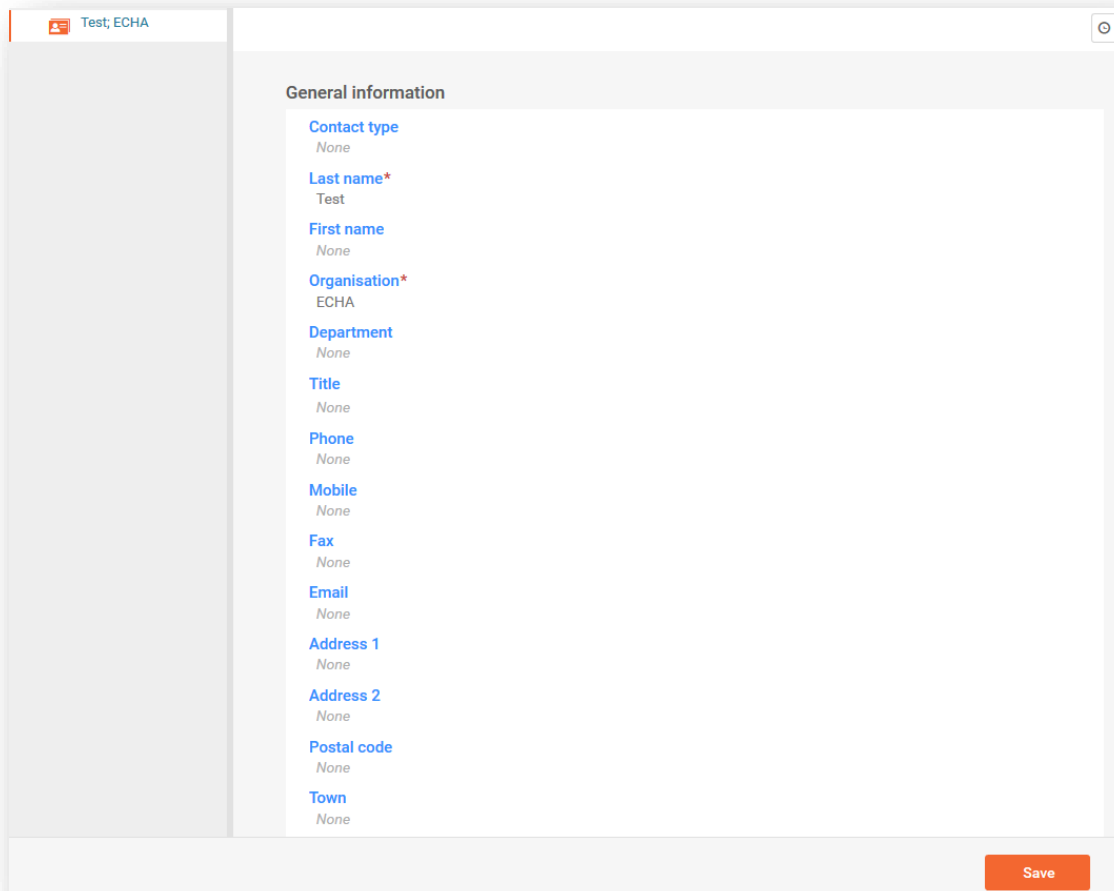 Test; ECHA
General information
Contact type
None
Last name*
Test
First name
None
Organisation*
ECHA
Department
None
Title
None
Phone
None
Mobile
None
Fax
None
Email
None
Address 1
None
Address 2
None
Postal code
None
Town
None
Save